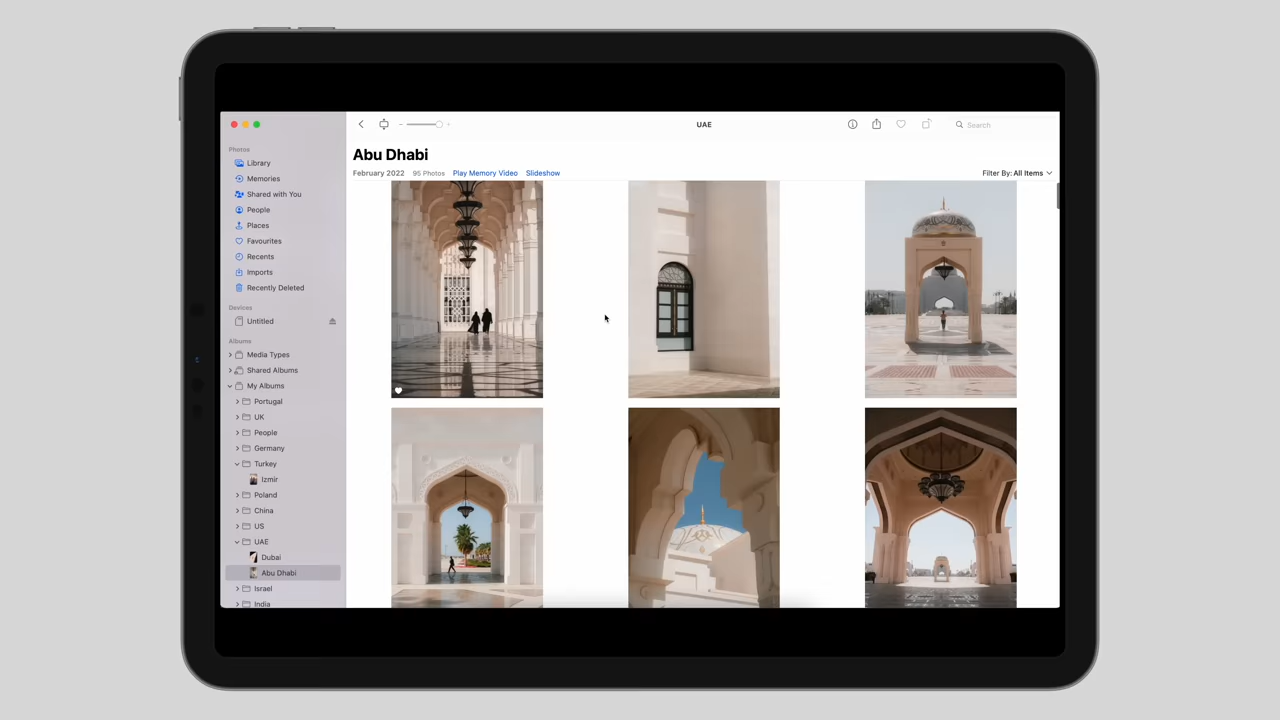 UAE
Search
Abu Dhabi
February 2022 95 Photos Play Memory Video Slideshow
Filter By: All Items
Photos
Library
Memories
Shared with You
People
Places
Favourites
Recents
Imports
Recently Deleted
Devices
Untitled
Albums
Media Types
Shared Albums
My Albums
Portugal
UK
People
Germany
Turkey
Izmir
Poland
China
US
UAE
Dubai
Abu Dhabi
Israel
India